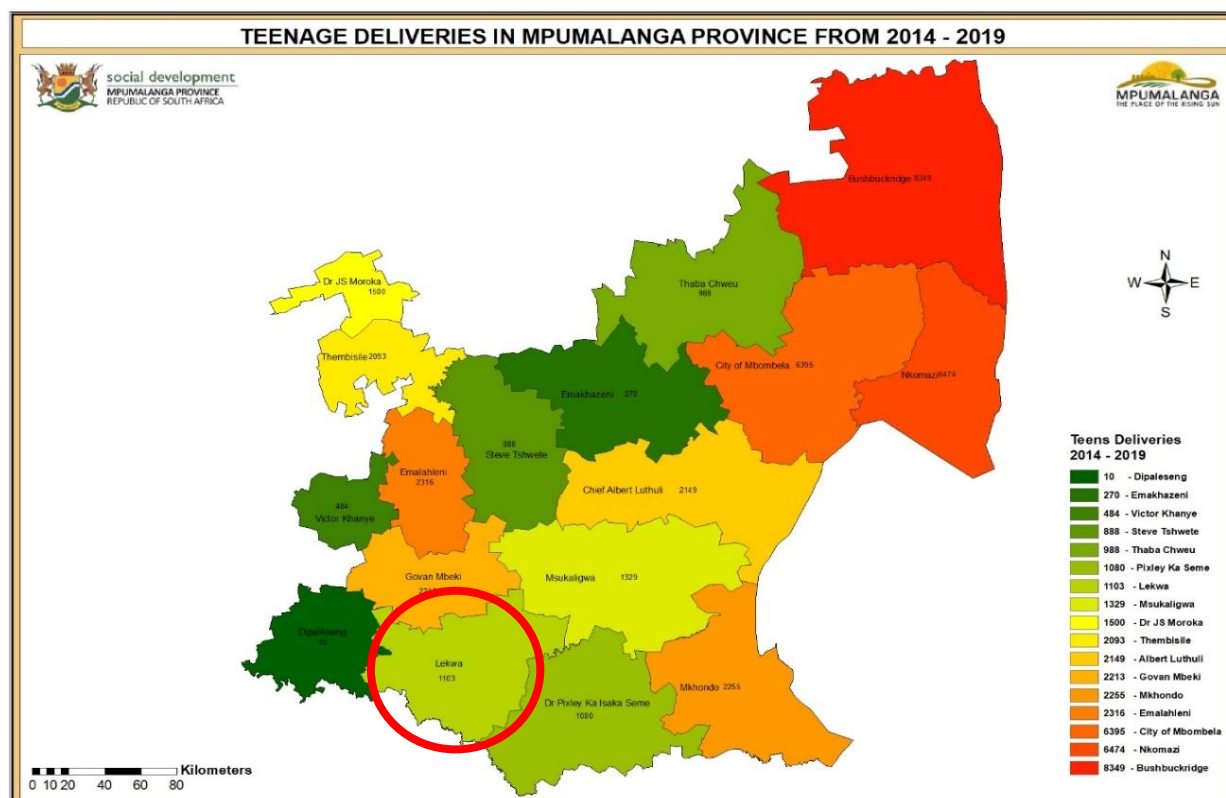 TEENAGE DELIVERIES IN MPUMALANGA PROVINCE FROM 2014 - 2019
social development
MPUMALANGA PROVINCE
REPUBLIC OF SOUTH AFRICA
MPUMALANGA
THE PLACE OF THE RISING SUN
Bushbuckridge 8349
N
W E
S
Thaba Chweu
988
Dr JS Moroka
1500
Thembisile 2093
City of Mbombela 6395
Nkomazi 6474
Emakhazeni 270
888
Steve Tshwete
Emalahleni
2316
Chief Albert Luthuli 2149
484
Victor Khanye
Govan Mbeki
Msukaligwa 1329
Dipaleseng
10
Lekwa
1103
Mkhondo 2255
Dr Pixley Ka Isaka Seme
1080
Teens Deliveries
2014 - 2019
10 - Dipaleseng
270 - Emakhazeni
484 - Victor Khanye
888 - Steve Tshwete
988 - Thaba Chweu
1080 - Pixley Ka Seme
1103 - Lekwa
1329 - Msukaligwa
1500 - Dr JS Moroka
2093 - Thembisile
2149 - Albert Luthuli
2213 - Govan Mbeki
2255 - Mkhondo
2316 - Emalahleni
6395 - City of Mbombela
6474 - Nkomazi
8349 - Bushbuckridge
Kilometers
0 10 20 40 60 80